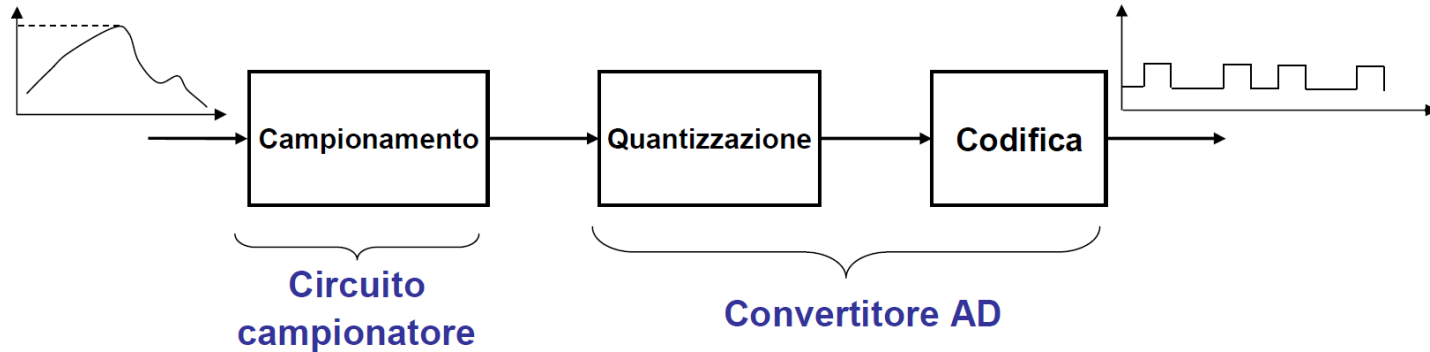 Campionamento
Quantizzazione
Codifica
Circuito
campionatore
Convertitore AD